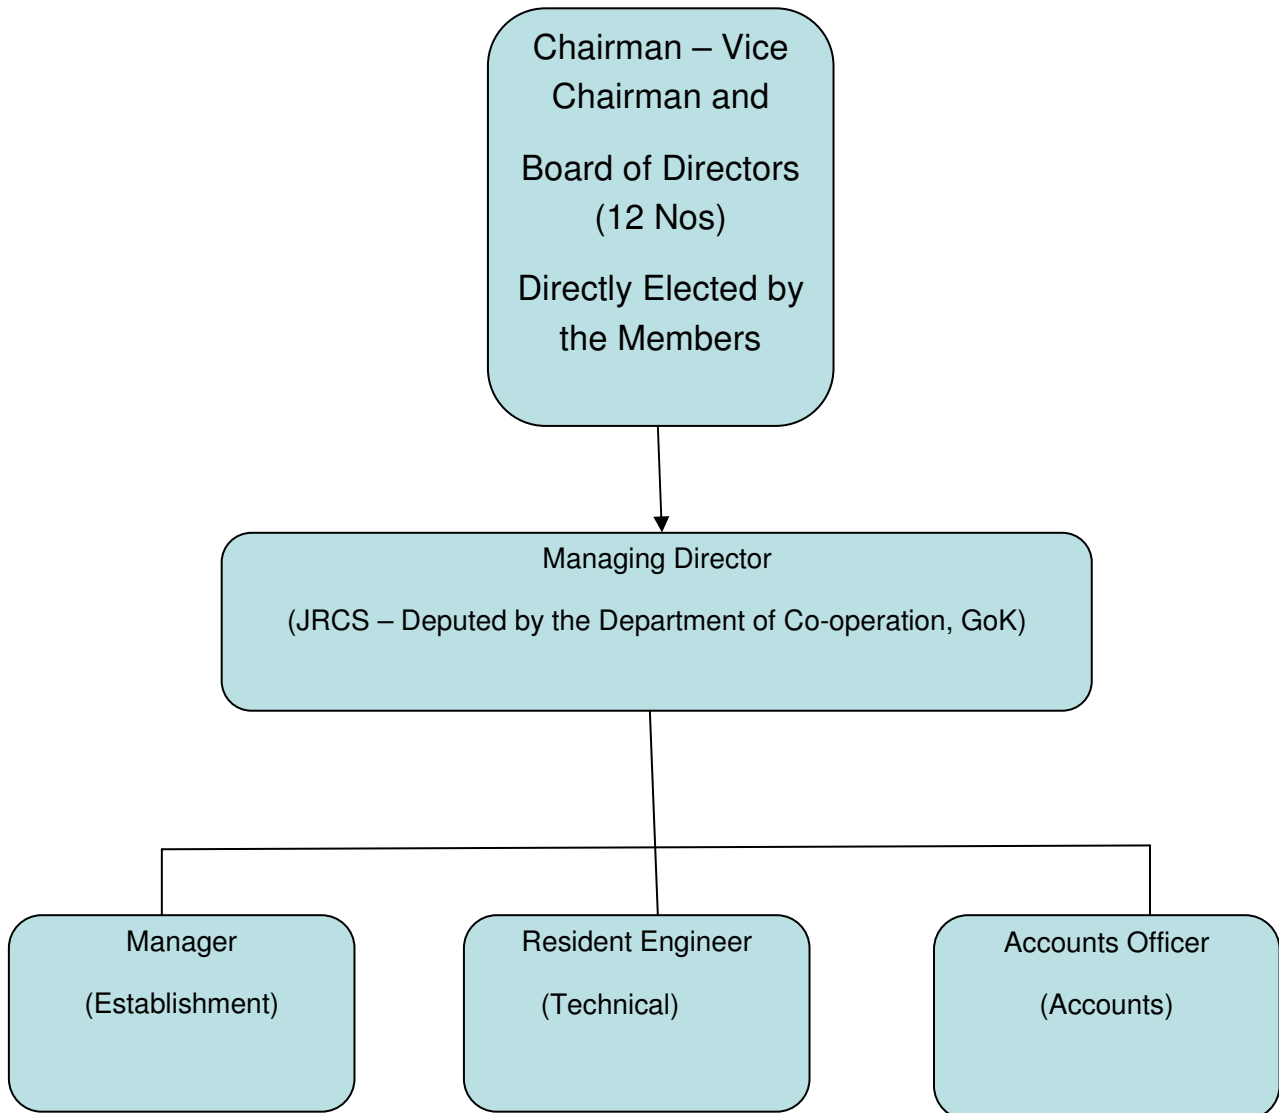 Chairman – Vice
Chairman and
Board of Directors
(12 Nos)
Directly Elected by
the Members
Managing Director
(JRCS – Deputed by the Department of Co-operation, GoK)
Manager
(Establishment)
Resident Engineer
(Technical)
Accounts Officer
(Accounts)